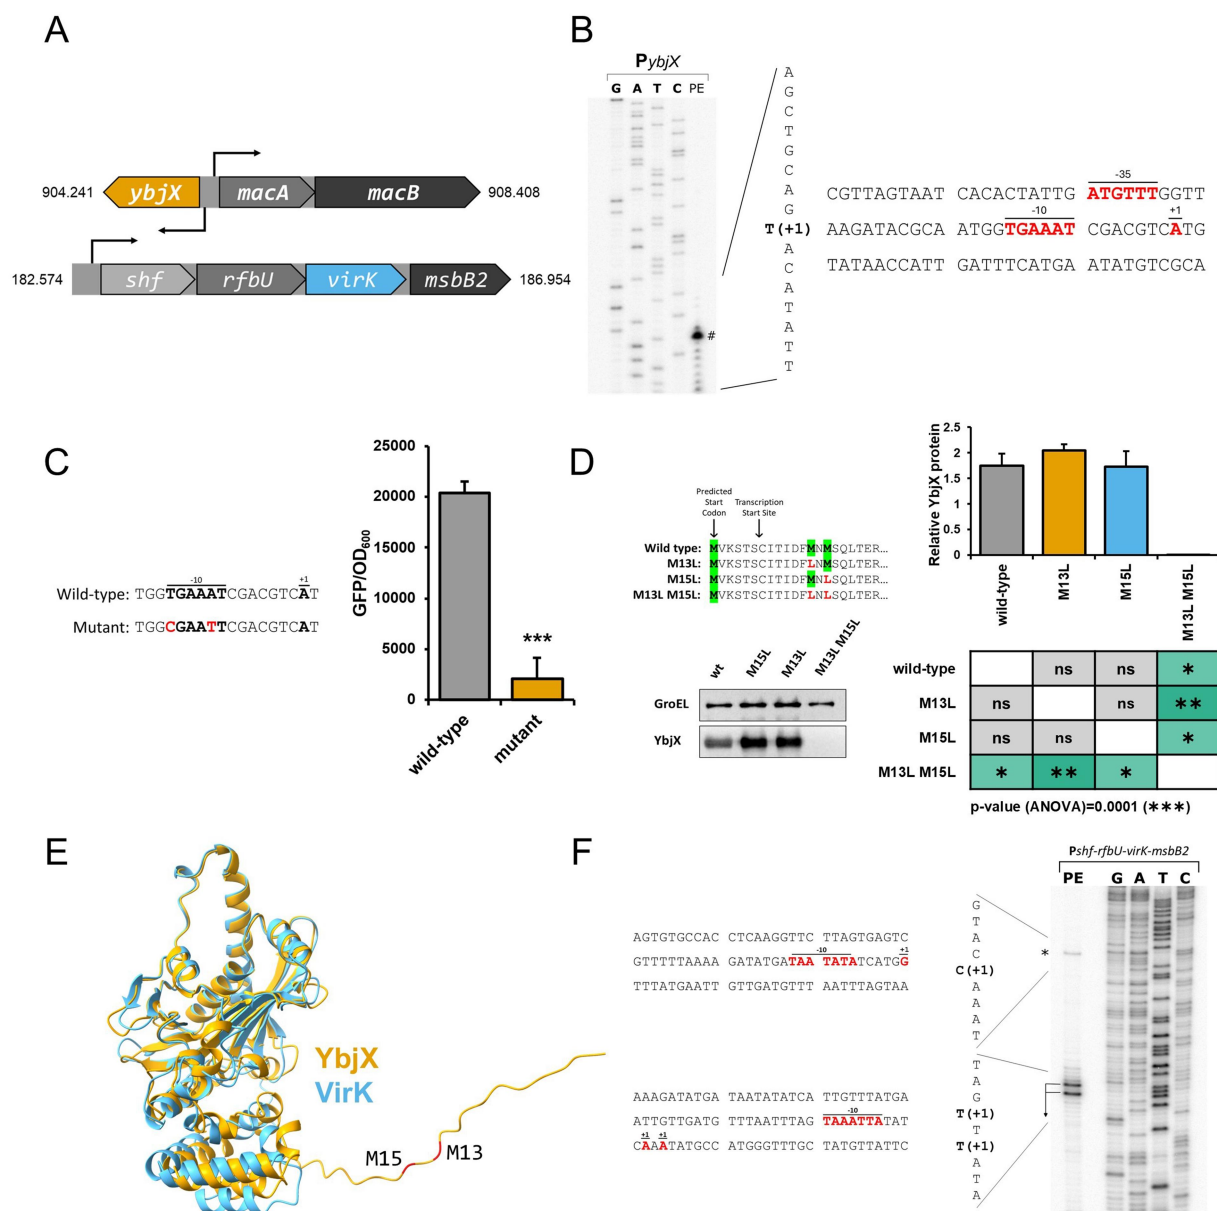 A
ybjX
macA
macB
904.241
908.408
182.574
shf
rfbU
virK
msbB2
186.954
B
PybjX
G A T C PE
#
A
G
C
T
G
C
A
G
T(+1)
A
C
A
T
A
T
T
-35
CGTTAGTAAT CACACTATTG ATGTTTGGTT
-10 +1
AAGATACGCA ATGGTGAAAT CGACGTCATG
TATAACCATT GATTTCATGA ATATGTCGCA
C
-10 +1
Wild-type: TGGTGAAATCGACGTCAT
Mutant: TGGCGAATTCGACGTCAT
GFP/OD600
25000
20000
15000
10000
5000
0
***
wild-type
mutant
D
Predicted Start Codon
Transcription Start Site
Wild type: MVKSTSCITIDFMNMSQLTER...
M13L: MVKSTSCITIDFLNMSQLTER...
M15L: MVKSTSCITIDFMNLSQLTER...
M13L M15L: MVKSTSCITIDFLNLSQLTER...
wt M15L M13L M13L M15L
GroEL
YbjX
Relative YbjX protein
2.5
2
1.5
1
0.5
0
wild-type
M13L
M15L
M13L M15L
wild-type ns ns *
M13L ns ns **
M15L ns ns *
M13L M15L * ** *
p-value (ANOVA)=0.0001 (***)
E
YbjX
VirK
M15
M13
F
AGTGTGCCAC CTCAAGGTTC TTAGTGAGTC
-10 +1
GTTTTTAAAA GATATGATAA TATATCATGG
TTTATGAATT GTTGATGTTT AATTTAGTAA
AAAGATATGA TAATATATCA TTGTTTATGA
-10
ATTGTTGATG TTTAATTTAG TAAATTATAT
+1 +1
CAAATATGCC ATGGGTTTGC TATGTTATTC
G
T
A
C
C(+1)
A
A
A
T
T
A
G
T(+1)
T
T(+1)
A
T
A
Pshf-rfbU-virK-msbB2
PE G A T C
*